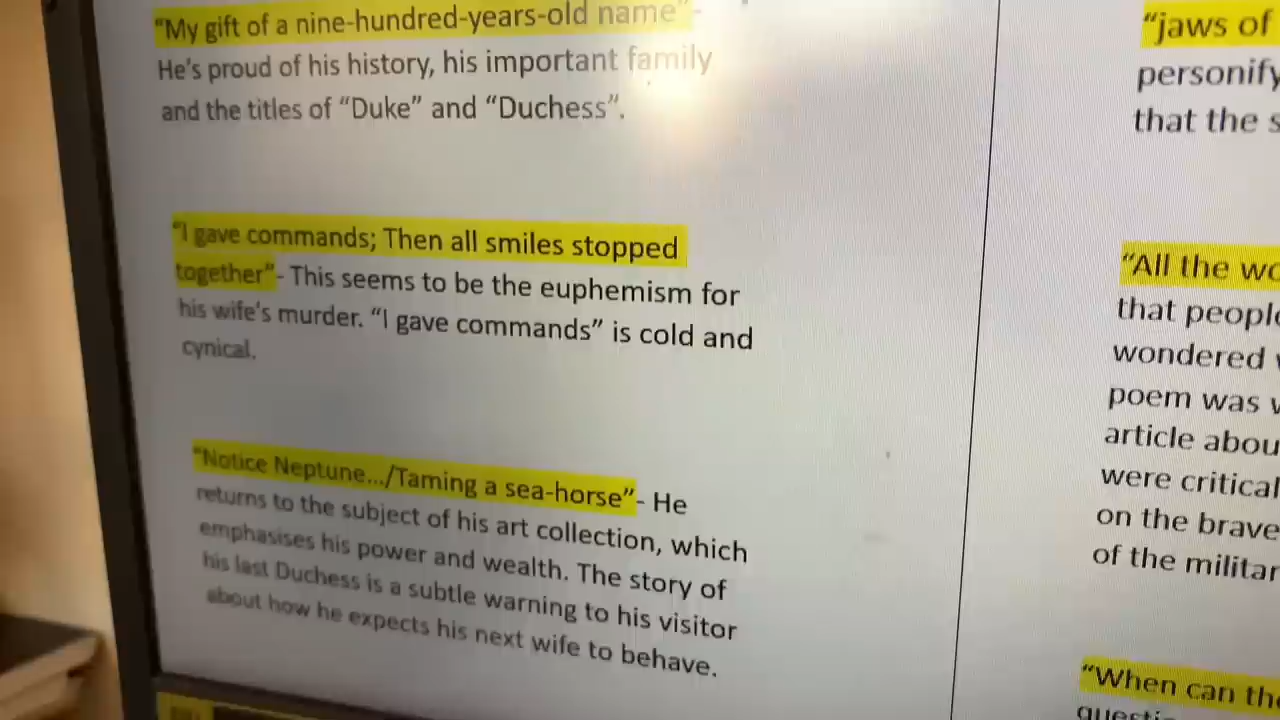 "My gift of a nine-hundred-years-old name"-
He's proud of his history, his important family
and the titles of "Duke" and "Duchess".
"I gave commands; Then all smiles stopped
together"- This seems to be the euphemism for
his wife's murder. "I gave commands" is cold and
cynical.
"Notice Neptune.../Taming a sea-horse"- He
returns to the subject of his art collection, which
emphasises his power and wealth. The story of
his last Duchess is a subtle warning to his visitor
about how he expects his next wife to behave.
"jaws of
personify
that the s
"All the wo
that people
wondered w
poem was w
article abou
were critical
on the brave
of the militar
"When can the